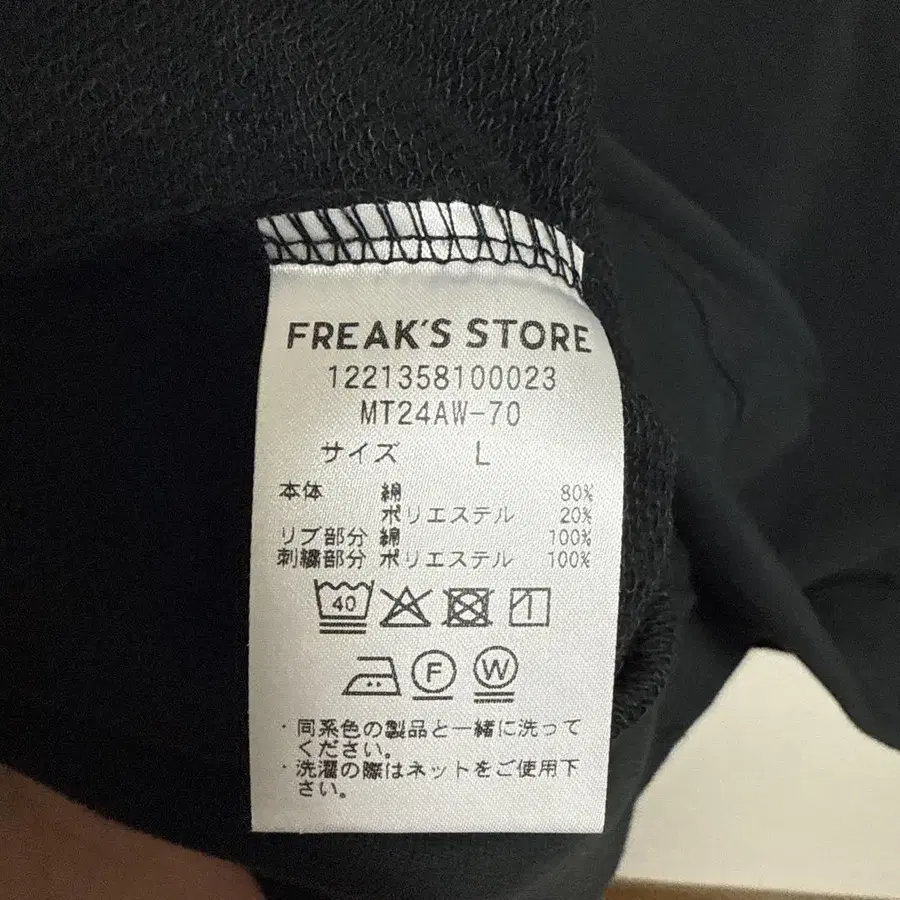 FREAK'S STORE
1221358100023
MT24AW-70
サイズ L
本体 綿 80%
ポリエステル 20%
リブ部分 綿 100%
刺繍部分 ポリエステル 100%
40
F W
・同系色の製品と一緒に洗って
ください。
・洗濯の際はネットをご使用下
さい。